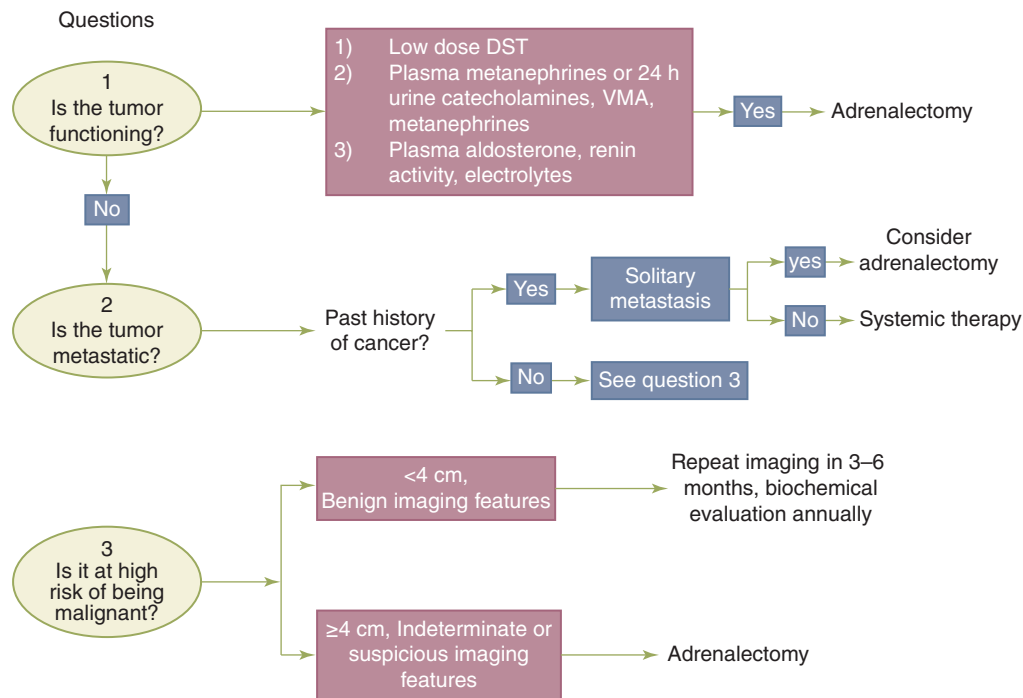 Questions
1
Is the tumor
functioning?
1) Low dose DST
2) Plasma metanephrines or 24 h
urine catecholamines, VMA,
metanephrines
3) Plasma aldosterone, renin
activity, electrolytes
Yes
Adrenalectomy
No
2
Is the tumor
metastatic?
Past history
of cancer?
Yes
Solitary
metastasis
yes
Consider
adrenalectomy
No
Systemic therapy
No
See question 3
3
Is it at high
risk of being
malignant?
<4 cm,
Benign imaging features
Repeat imaging in 3–6
months, biochemical
evaluation annually
≥4 cm, Indeterminate or
suspicious imaging
features
Adrenalectomy